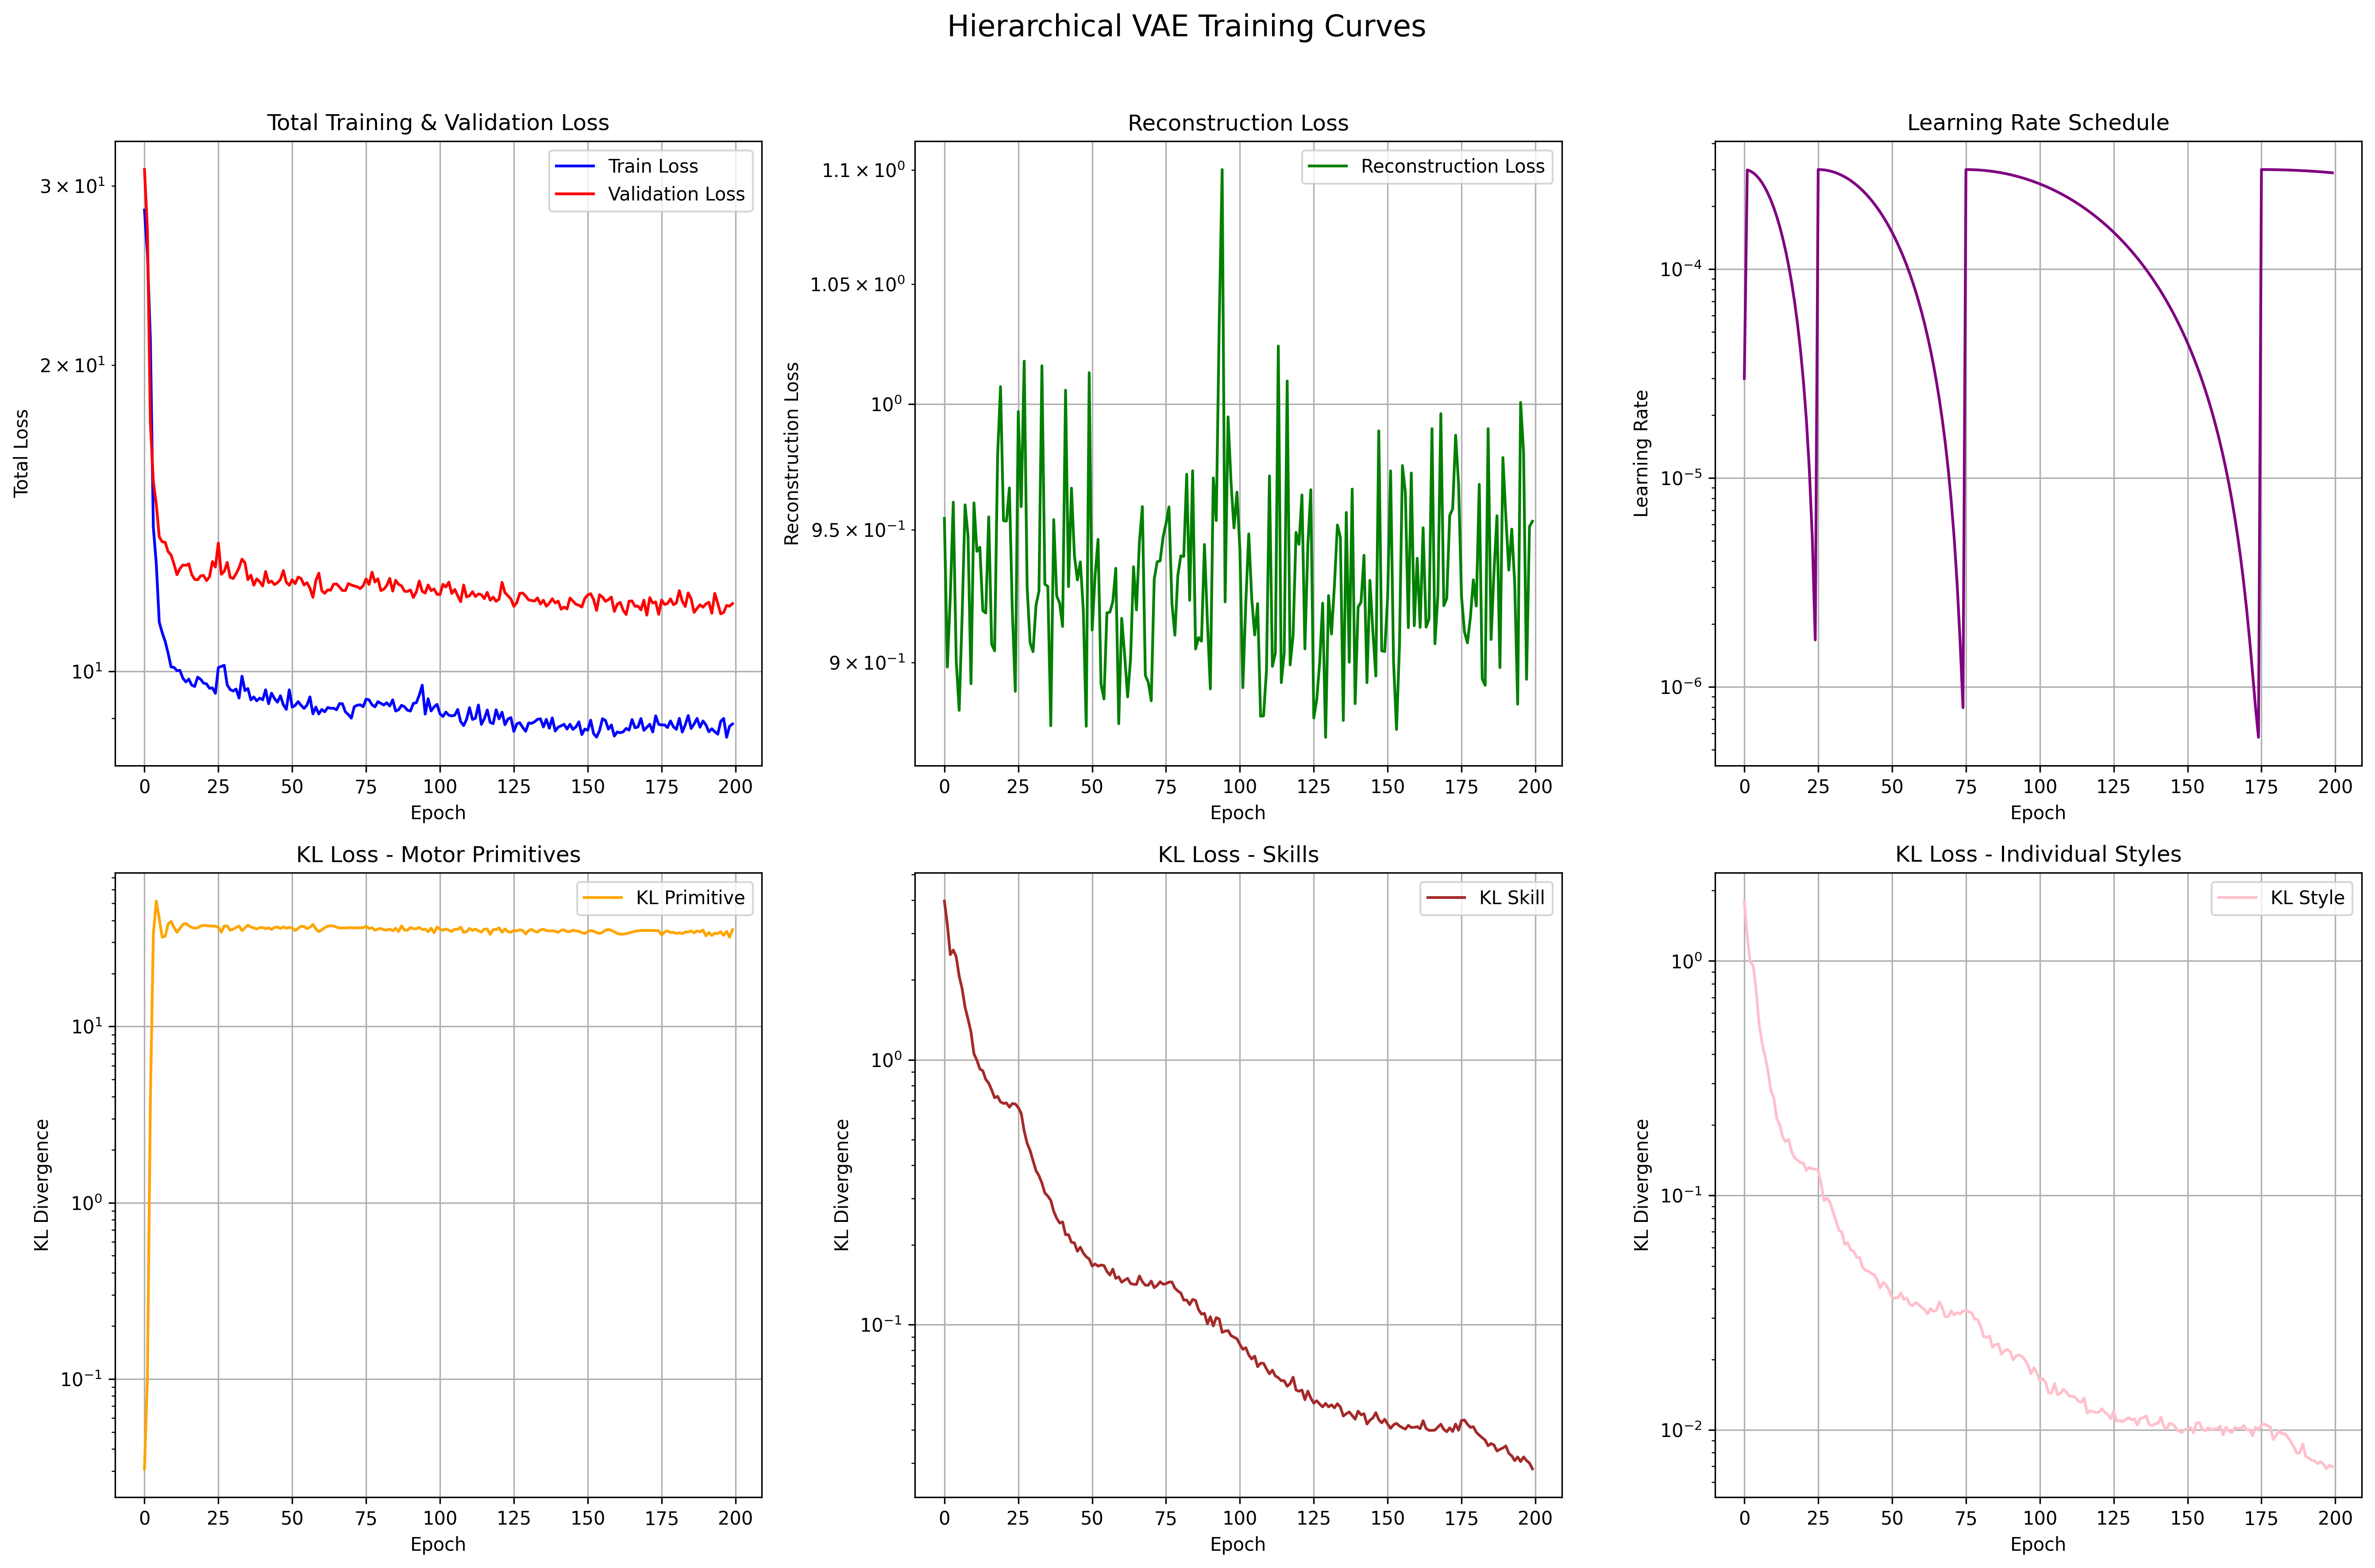 Hierarchical VAE Training Curves
Total Training & Validation Loss
Train Loss
Validation Loss
3 × 10¹
2 × 10¹
10¹
Total Loss
0 25 50 75 100 125 150 175 200
Epoch
Reconstruction Loss
Reconstruction Loss
1.1 × 10⁰
1.05 × 10⁰
10⁰
9.5 × 10⁻¹
9 × 10⁻¹
Reconstruction Loss
0 25 50 75 100 125 150 175 200
Epoch
Learning Rate Schedule
10⁻⁴
10⁻⁵
10⁻⁶
Learning Rate
0 25 50 75 100 125 150 175 200
Epoch
KL Loss - Motor Primitives
KL Primitive
10¹
10⁰
10⁻¹
KL Divergence
0 25 50 75 100 125 150 175 200
Epoch
KL Loss - Skills
KL Skill
10⁰
10⁻¹
KL Divergence
0 25 50 75 100 125 150 175 200
Epoch
KL Loss - Individual Styles
KL Style
10⁰
10⁻¹
10⁻²
KL Divergence
0 25 50 75 100 125 150 175 200
Epoch